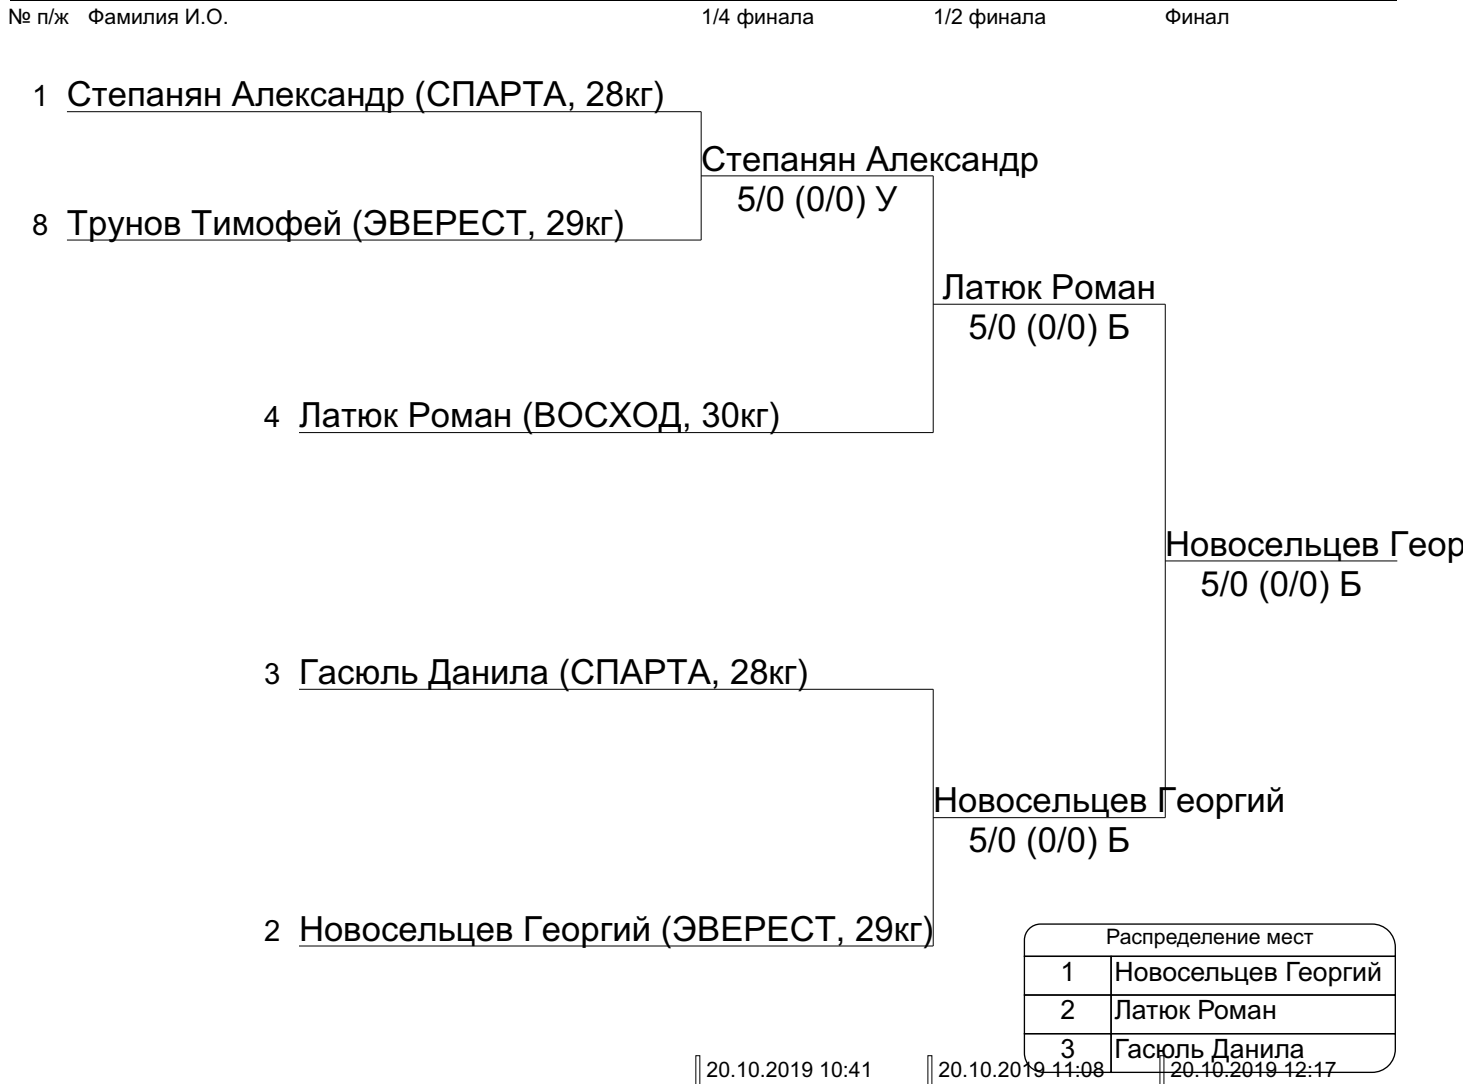 № п/ж Фамилия И.О. 1/4 финала 1/2 финала Финал
1 Степанян Александр (СПАРТА, 28кг)
Степанян Александр
5/0 (0/0) У
8 Трунов Тимофей (ЭВЕРЕСТ, 29кг)
Латюк Роман
5/0 (0/0) Б
4 Латюк Роман (ВОСХОД, 30кг)
Новосельцев Геор
5/0 (0/0) Б
3 Гасюль Данила (СПАРТА, 28кг)
Новосельцев Георгий
5/0 (0/0) Б
2 Новосельцев Георгий (ЭВЕРЕСТ, 29кг)
Распределение мест
1 Новосельцев Георгий
2 Латюк Роман
3 Гасюль Данила
20.10.2019 10:41 20.10.2019 11:08 20.10.2019 12:17